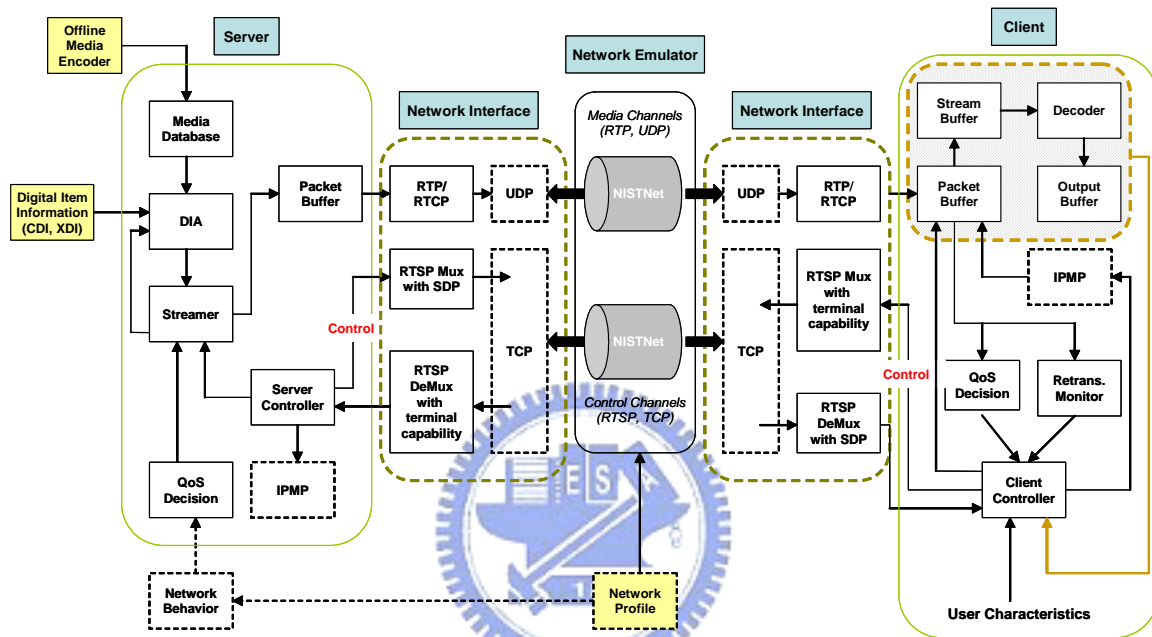 Offline
Media
Encoder
Server
Network Emulator
Client
Network Interface
Network Interface
Media
Database
Digital Item
Information
(CDI, XDI)
DIA
Streamer
Packet
Buffer
RTP/
RTCP
UDP
RTSP Mux
with SDP
TCP
Control
RTSP
DeMux
with
terminal
capability
Server
Controller
QoS
Decision
IPMP
Network
Behavior
Media Channels
(RTP, UDP)
NISTNet
NISTNet
Control Channels
(RTSP, TCP)
E S A
1
Network
Profile
UDP
RTP/
RTCP
TCP
RTSP Mux
with
terminal
capability
RTSP
DeMux
with SDP
Control
Stream
Buffer
Decoder
Packet
Buffer
Output
Buffer
IPMP
QoS
Decision
Retrans.
Monitor
Client
Controller
User Characteristics